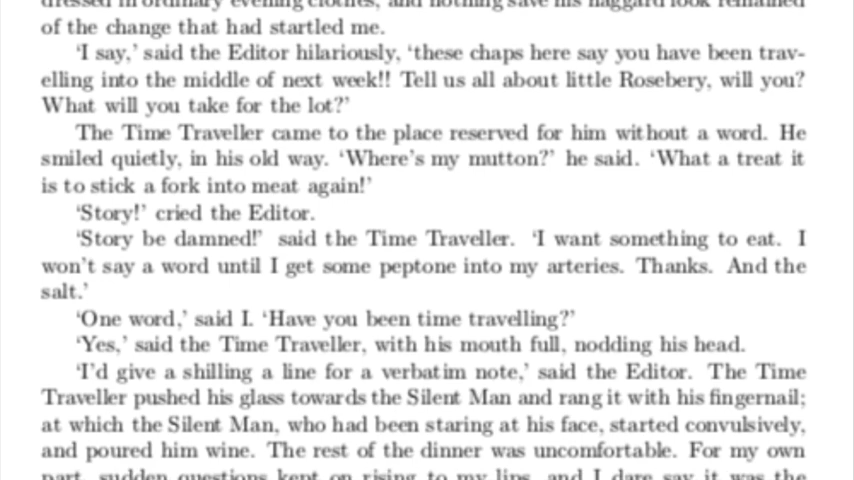 dressed in ordinary evening clothes, and nothing save his haggard look remained
of the change that had startled me.
‘I say,’ said the Editor hilariously, ‘these chaps here say you have been trav-
elling into the middle of next week!! Tell us all about little Rosebery, will you?
What will you take for the lot?’
The Time Traveller came to the place reserved for him without a word. He
smiled quietly, in his old way. ‘Where’s my mutton?’ he said. ‘What a treat it
is to stick a fork into meat again!’
‘Story!’ cried the Editor.
‘Story be damned!’ said the Time Traveller. ‘I want something to eat. I
won’t say a word until I get some peptone into my arteries. Thanks. And the
salt.’
‘One word,’ said I. ‘Have you been time travelling?’
‘Yes,’ said the Time Traveller, with his mouth full, nodding his head.
‘I’d give a shilling a line for a verbatim note,’ said the Editor. The Time
Traveller pushed his glass towards the Silent Man and rang it with his fingernail;
at which the Silent Man, who had been staring at his face, started convulsively,
and poured him wine. The rest of the dinner was uncomfortable. For my own
part, sudden questions kept on rising to my lips, and I dare say it was the